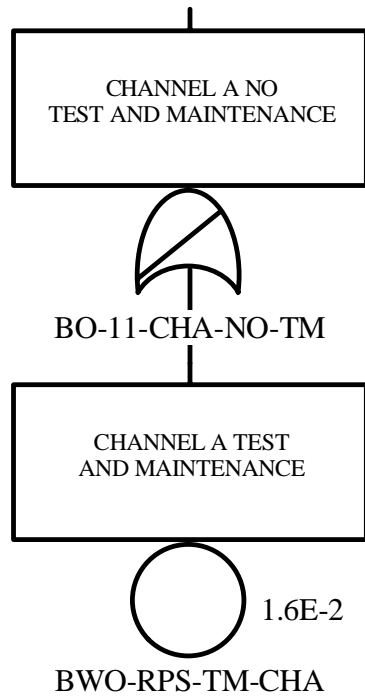 CHANNEL A NO
TEST AND MAINTENANCE
BO-11-CHA-NO-TM
CHANNEL A TEST
AND MAINTENANCE
1.6E-2
BWO-RPS-TM-CHA